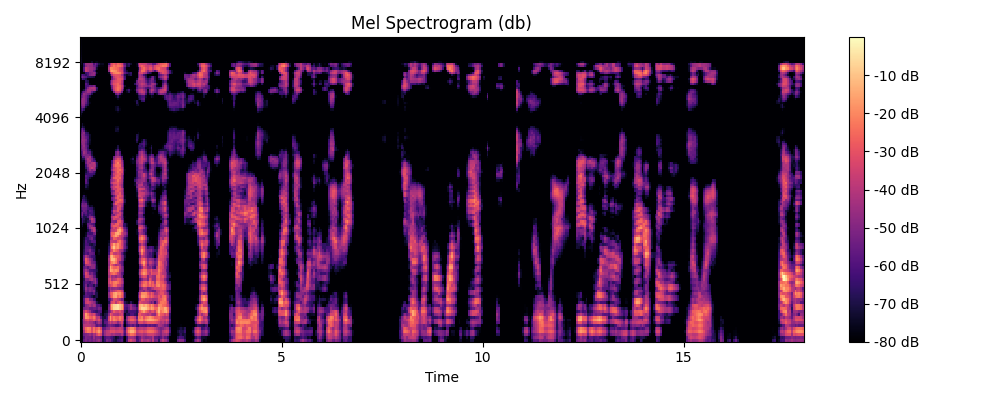 Mel Spectrogram (db)
8192
4096
2048
1024
512
0
Hz
0 5 10 15
Time
-10 dB
-20 dB
-30 dB
-40 dB
-50 dB
-60 dB
-70 dB
-80 dB